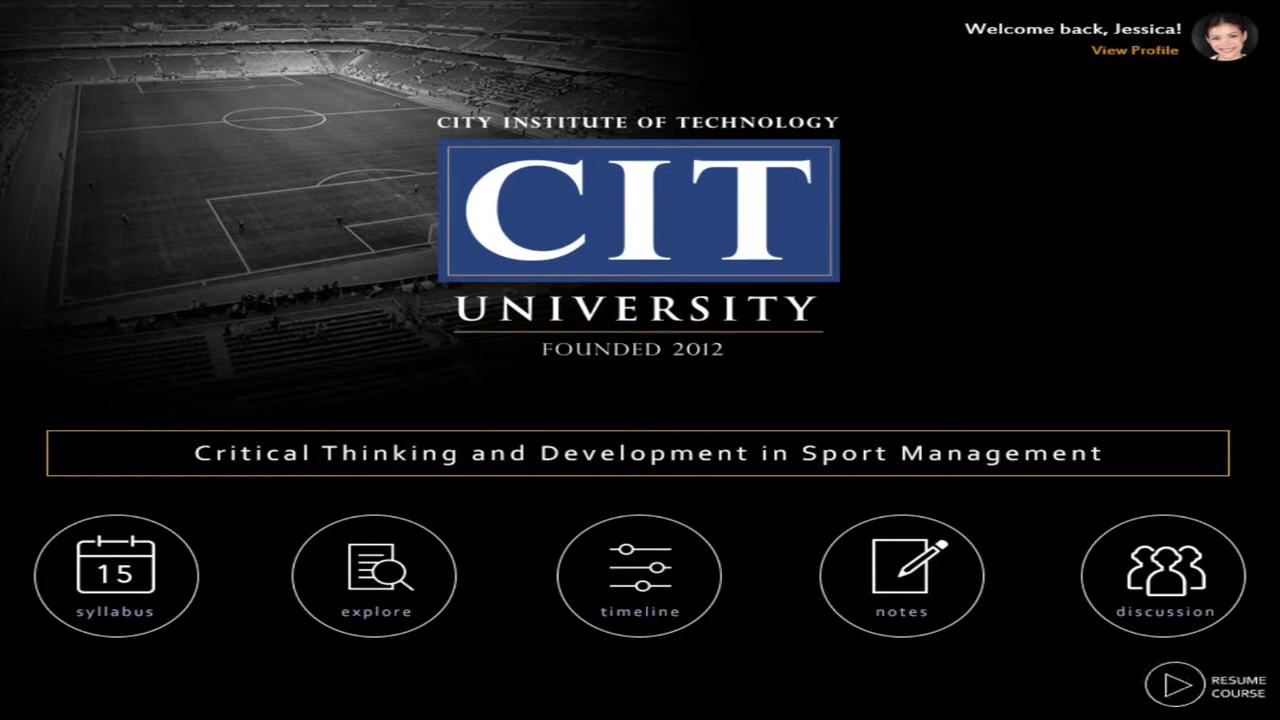 Welcome back, Jessica!
View Profile
CITY INSTITUTE OF TECHNOLOGY
CIT
UNIVERSITY
FOUNDED 2012
Critical Thinking and Development in Sport Management
15
syllabus
explore
timeline
notes
discussion
RESUME
COURSE